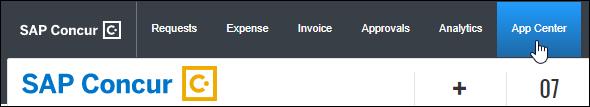 SAP Concur C Requests Expense Invoice Approvals Analytics App Center
SAP Concur C + 07